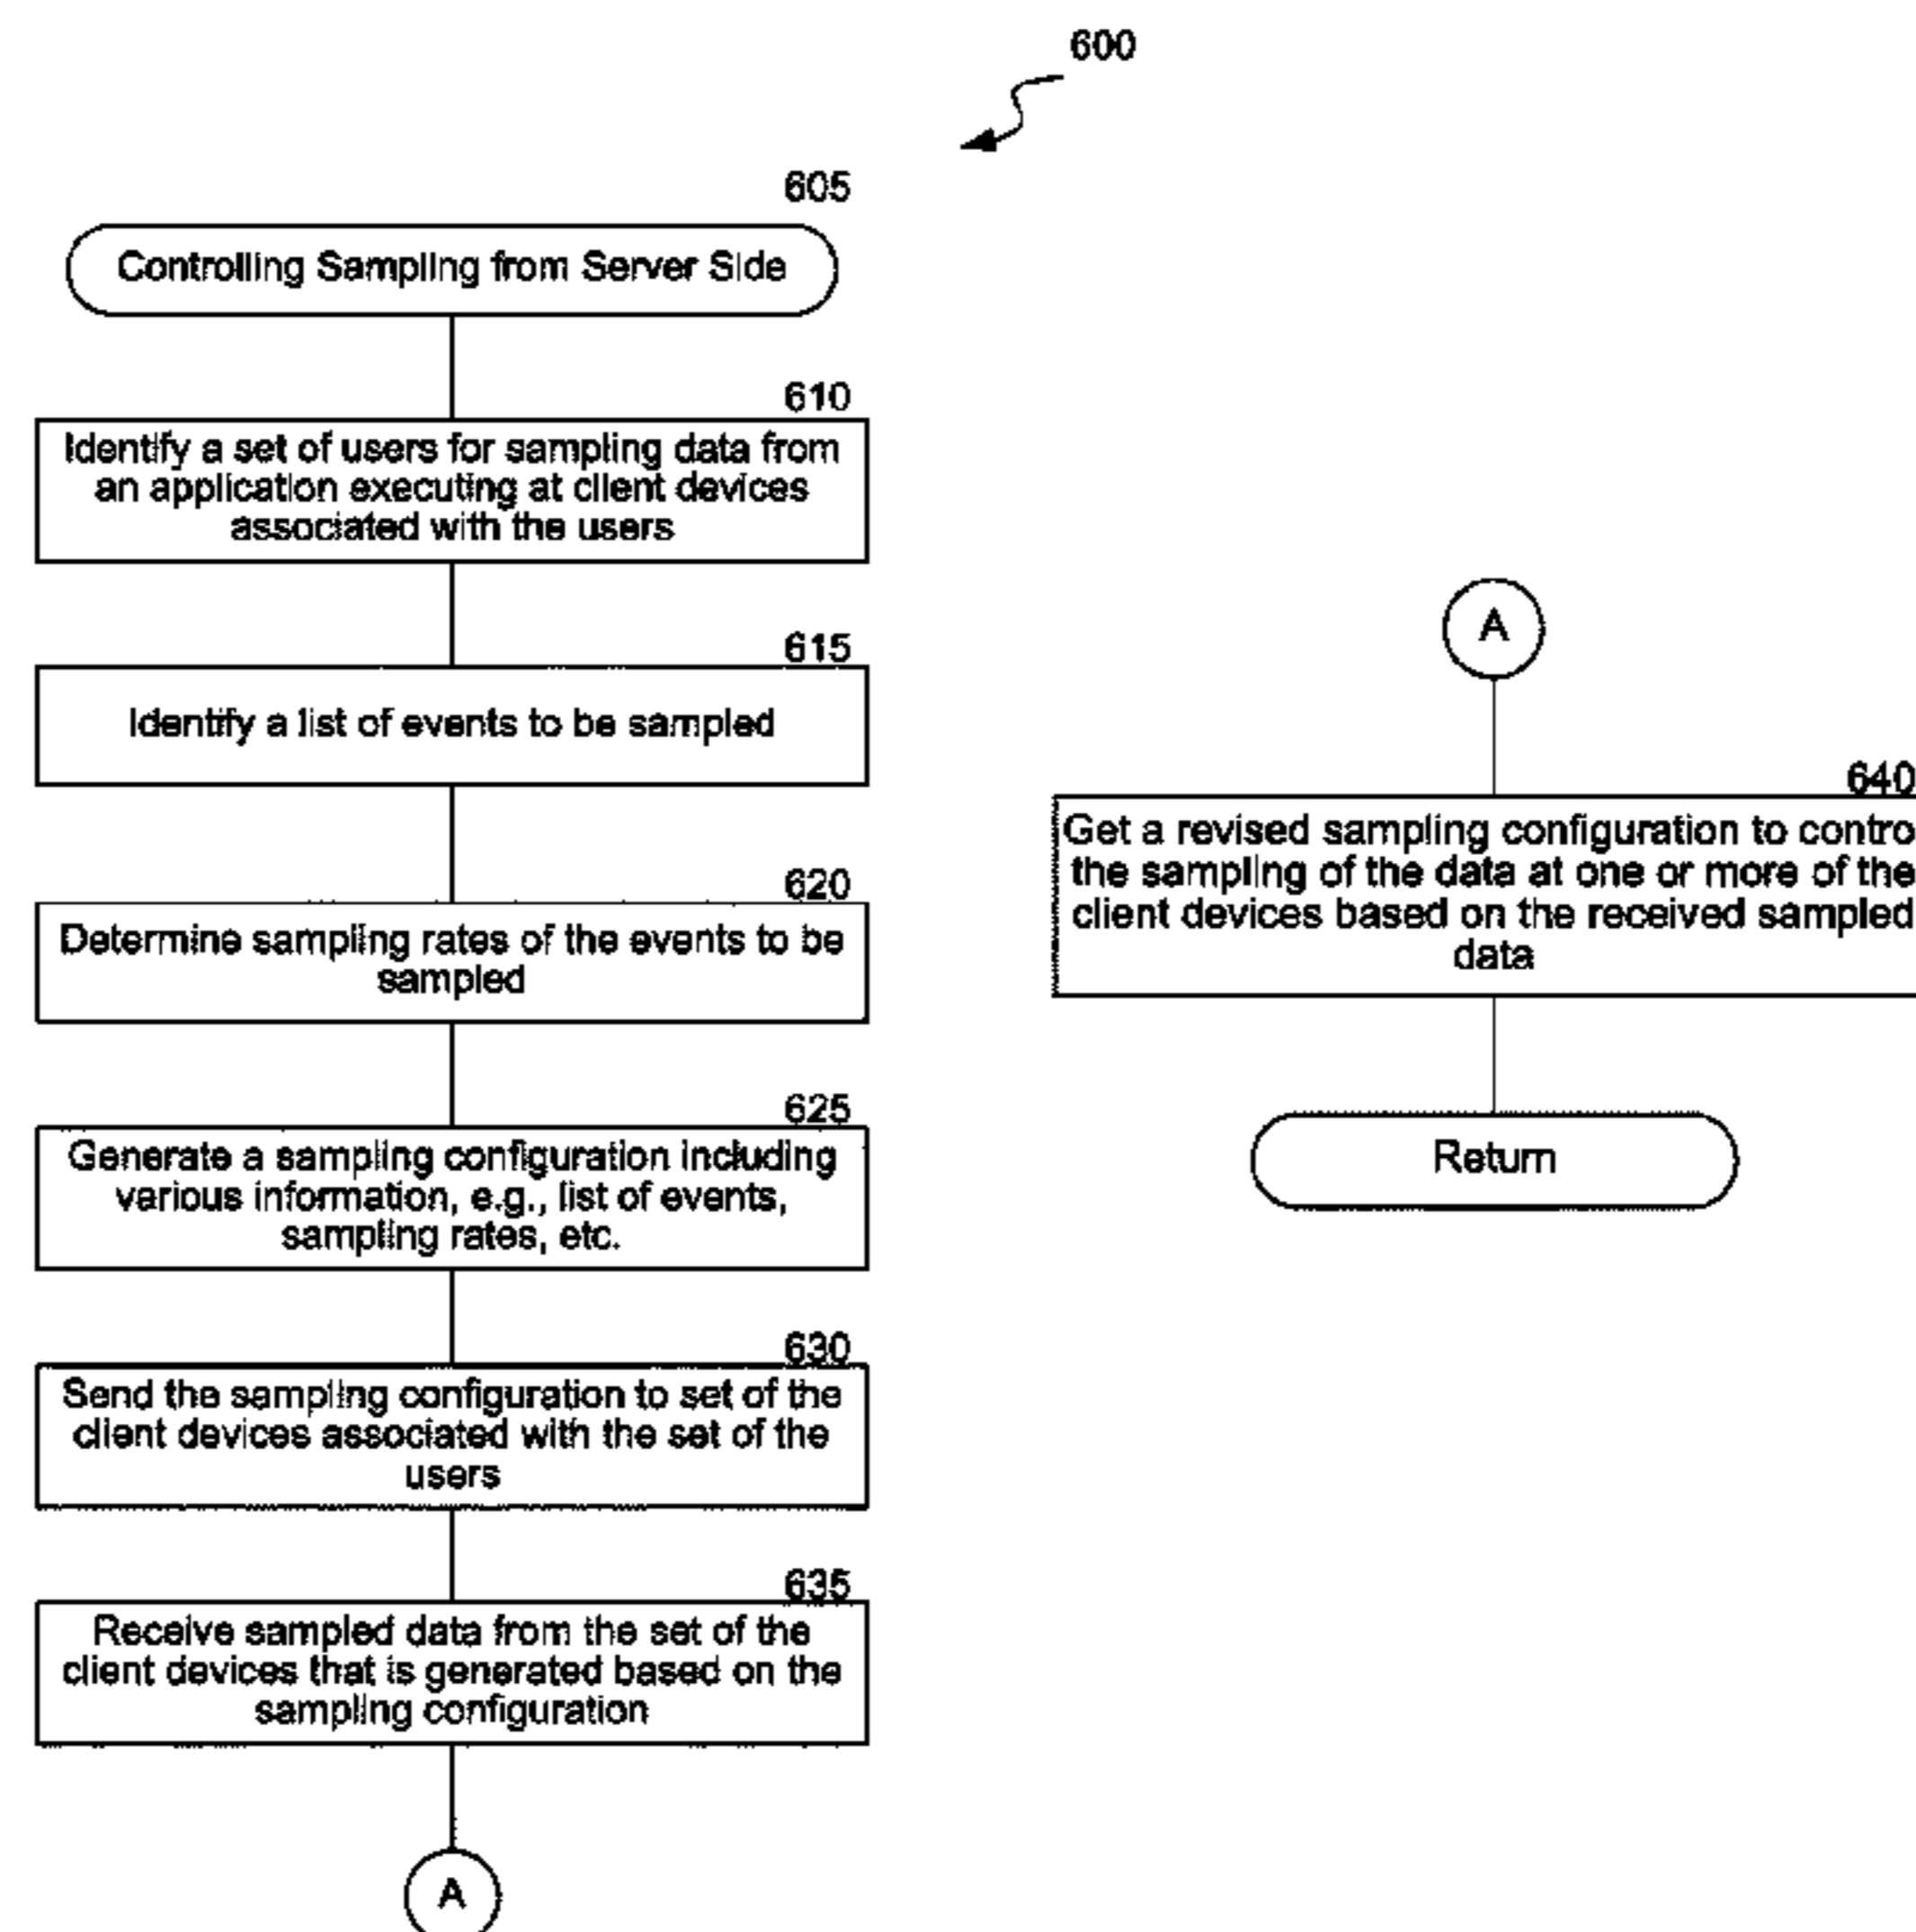 600
605
Controlling Sampling from Server Side
610
Identify a set of users for sampling data from
an application executing at client devices
associated with the users
615
Identify a list of events to be sampled
620
Determine sampling rates of the events to be
sampled
625
Generate a sampling configuration including
various information, e.g., list of events,
sampling rates, etc.
630
Send the sampling configuration to set of the
client devices associated with the set of the
users
635
Receive sampled data from the set of the
client devices that is generated based on the
sampling configuration
A
A
640
Get a revised sampling configuration to contro
the sampling of the data at one or more of the
client devices based on the received sampled
data
Return